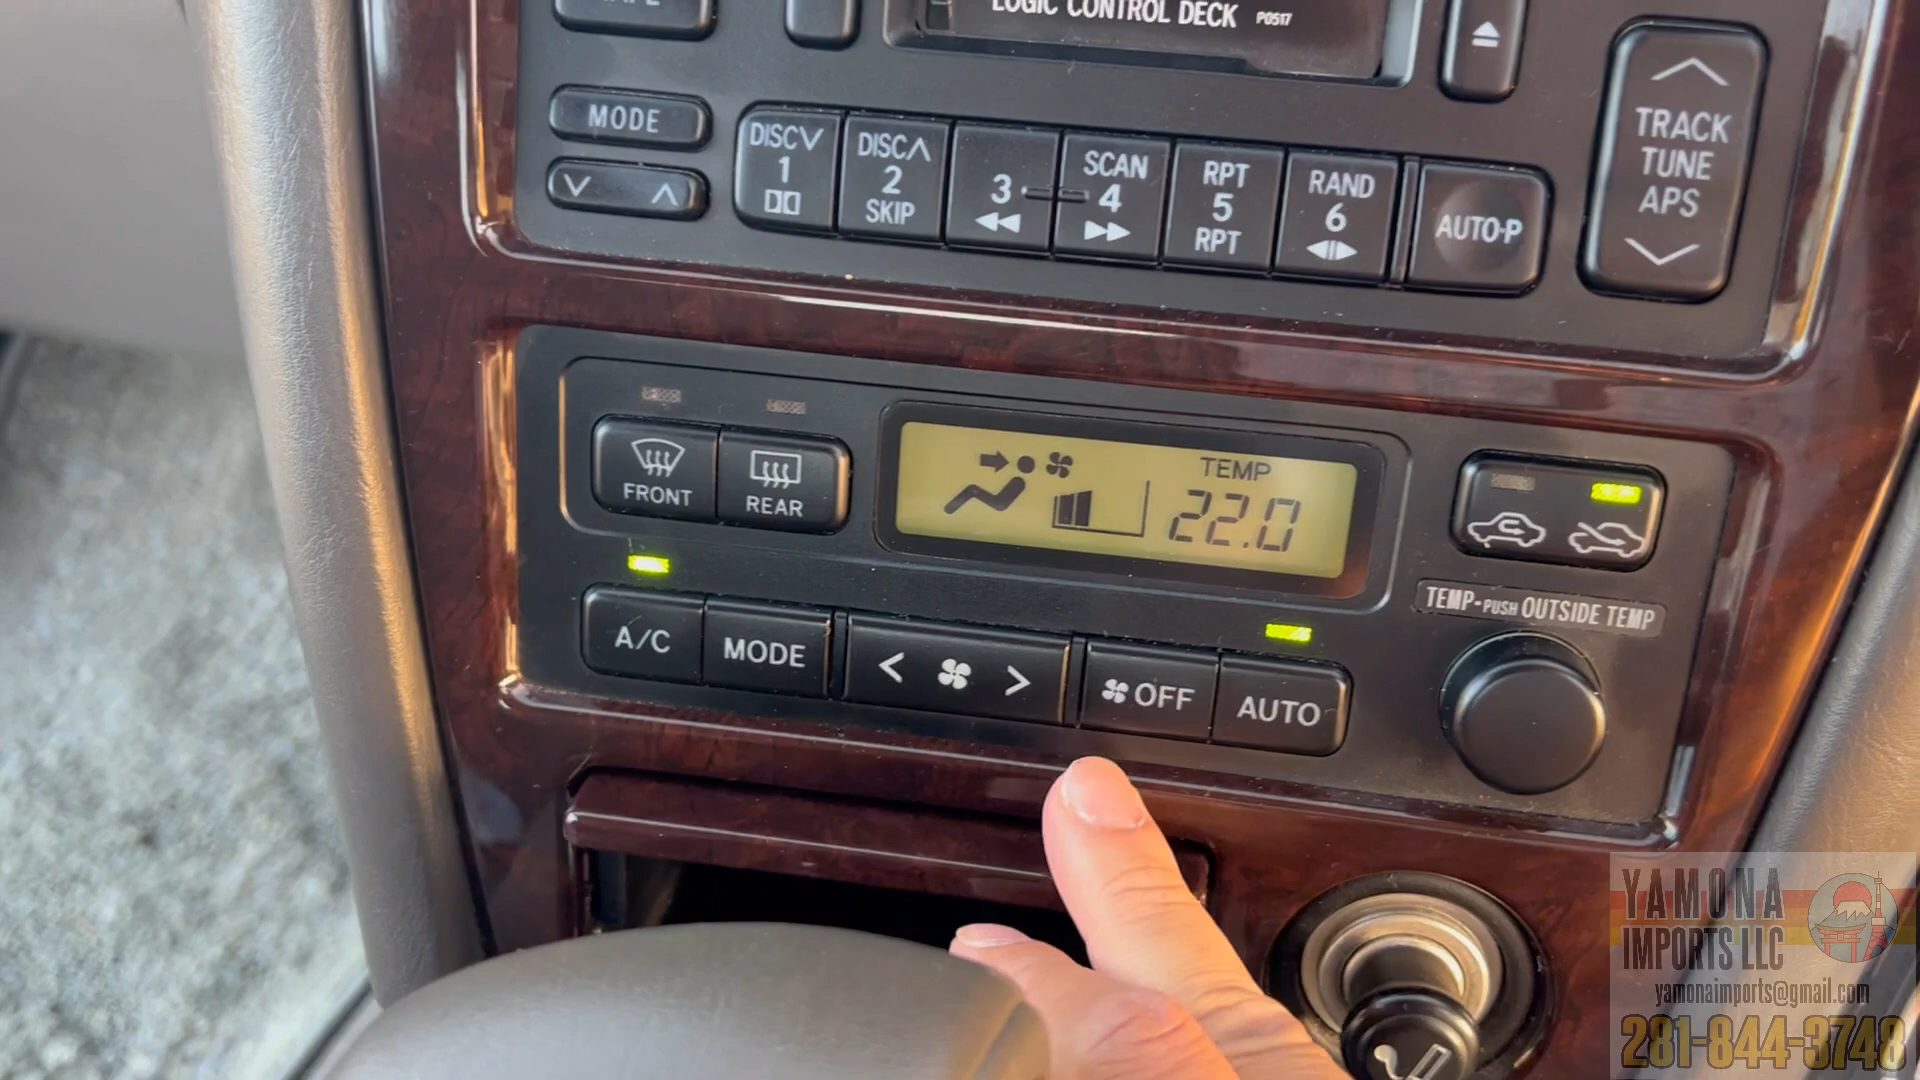 LOGIC CONTROL DECK P0517
MODE
DISC
1
DISC
2
SKIP
3
SCAN
4
RPT
5
RPT
RAND
6
AUTO·P
TRACK
TUNE
APS
FRONT
REAR
TEMP
22.0
TEMP-PUSH OUTSIDE TEMP
A/C
MODE
OFF
AUTO
YAMONA
IMPORTS LLC
yamonaimports@gmail.com
281-844-3748